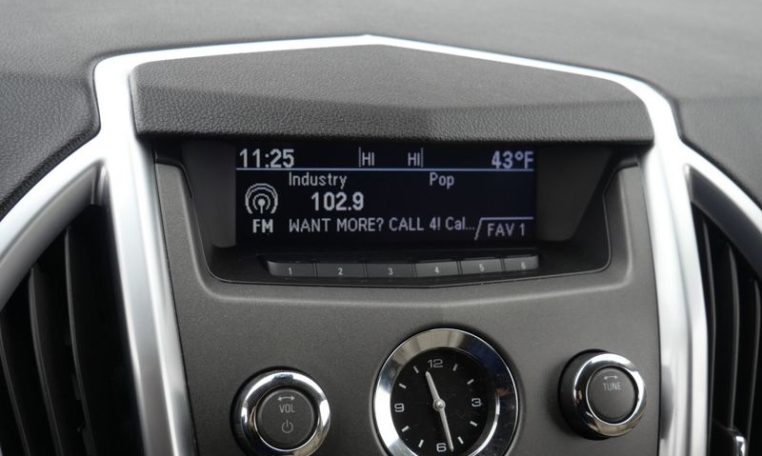 11:25 HI HI 43°F
Industry Pop
102.9
FM WANT MORE? CALL 4! Cal... FAV 1
1 2 3 4 5 6
12
9 3
6
VOL
TUNE